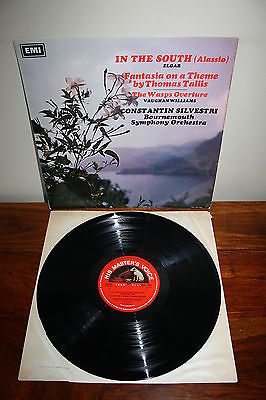 EMI
IN THE SOUTH (Alassio)
ELGAR
Fantasia on a Theme
by Thomas Tallis
The Wasps Overture
VAUGHAN WILLIAMS
CONSTANTIN SILVESTRI
Bournemouth
Symphony Orchestra
HIS MASTER'S VOICE